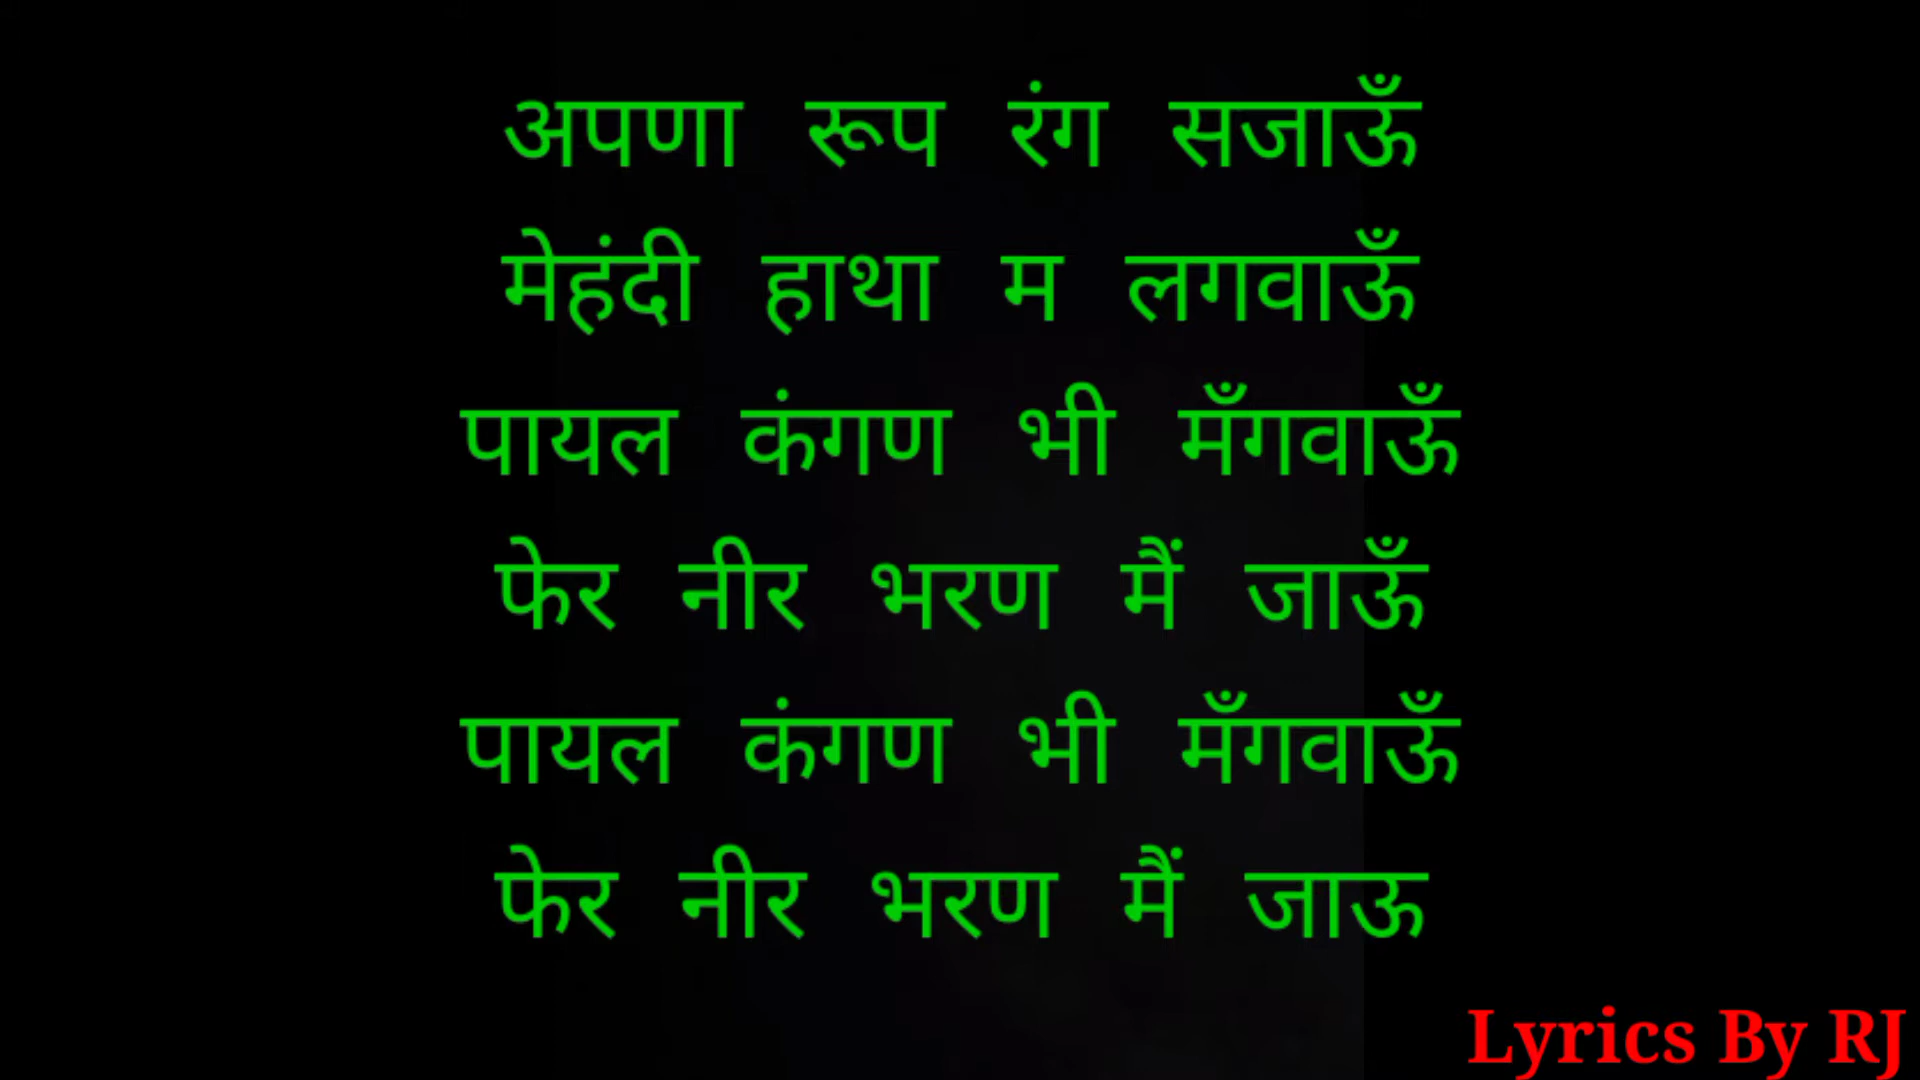 अपणा रूप रंग सजाऊँ
मेहंदी हाथा म लगवाऊँ
पायल कंगण भी मँगवाऊँ
फेर नीर भरण मैं जाऊँ
पायल कंगण भी मँगवाऊँ
फेर नीर भरण मैं जाऊ
Lyrics By RJ